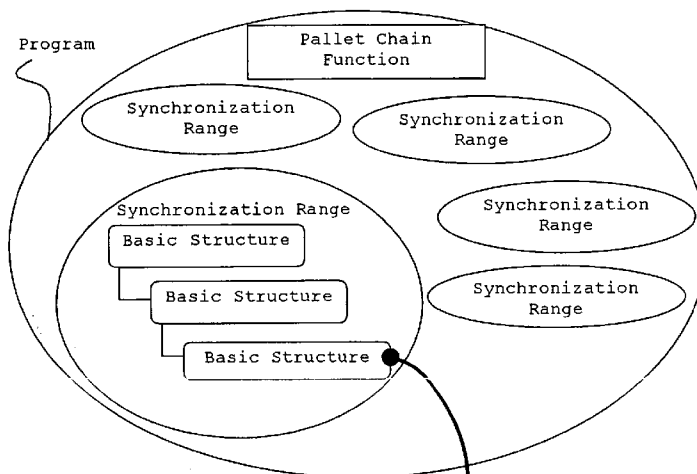 Program
Pallet Chain
Function
Synchronization
Range
Synchronization
Range
Synchronization
Range
Synchronization Range
Basic Structure
Basic Structure
Basic Structure
Synchronization
Range